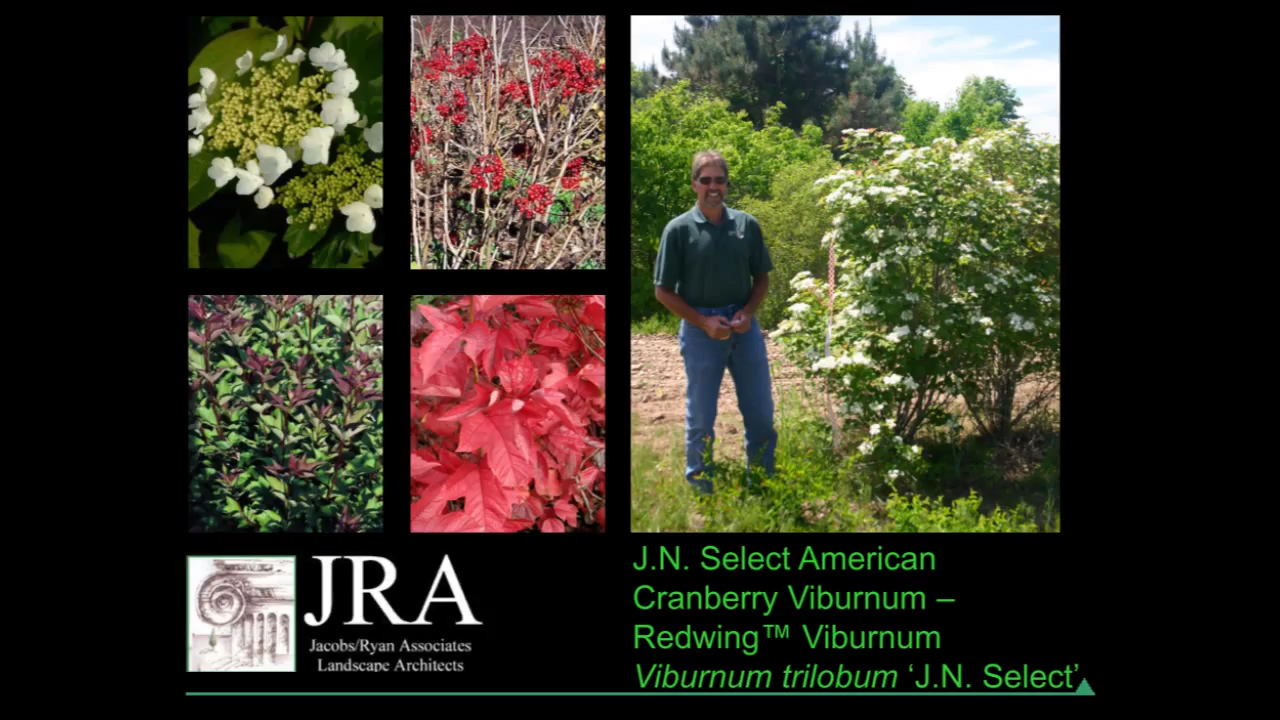 JRA
Jacobs/Ryan Associates
Landscape Architects
J.N. Select American
Cranberry Viburnum –
Redwing™ Viburnum
Viburnum trilobum ‘J.N. Select’